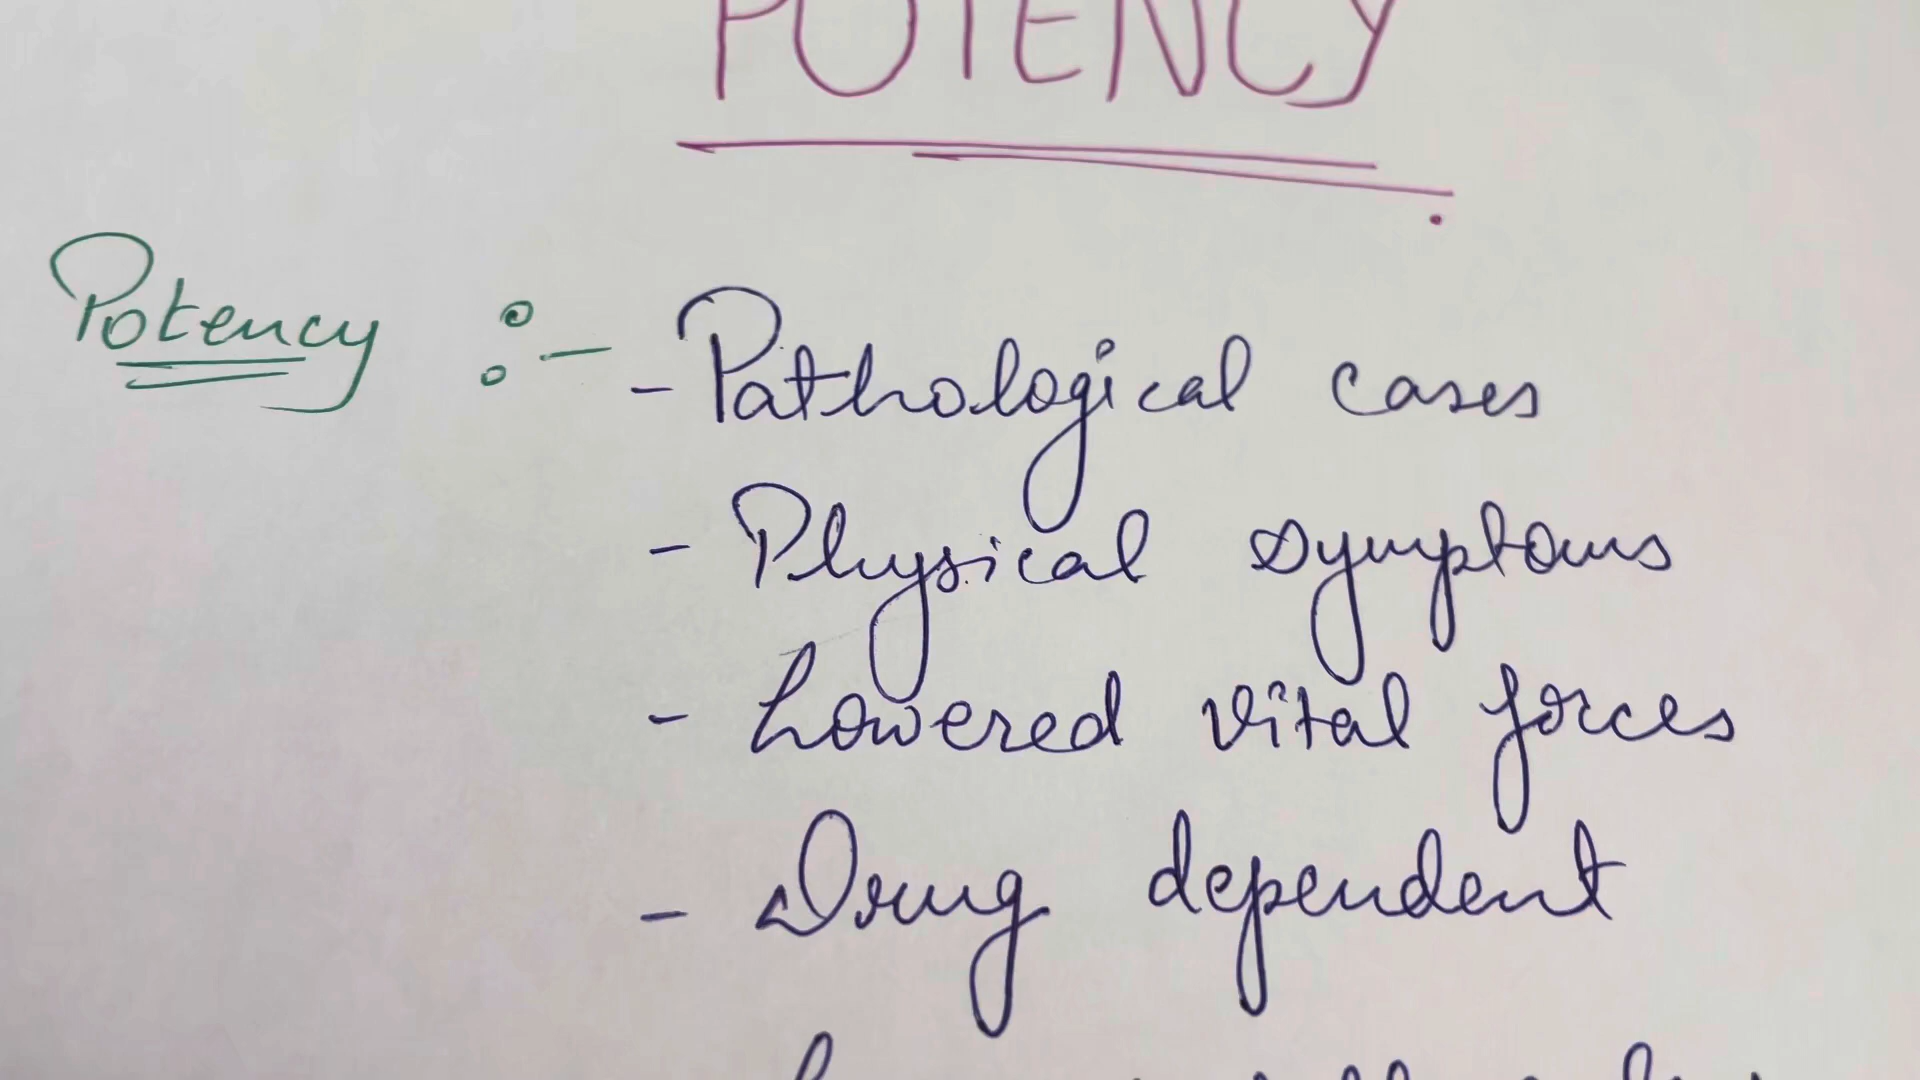 POTENCY
Potency :-
- Pathological cases
- Physical symptoms
- Lowered vital forces
- Drug dependent